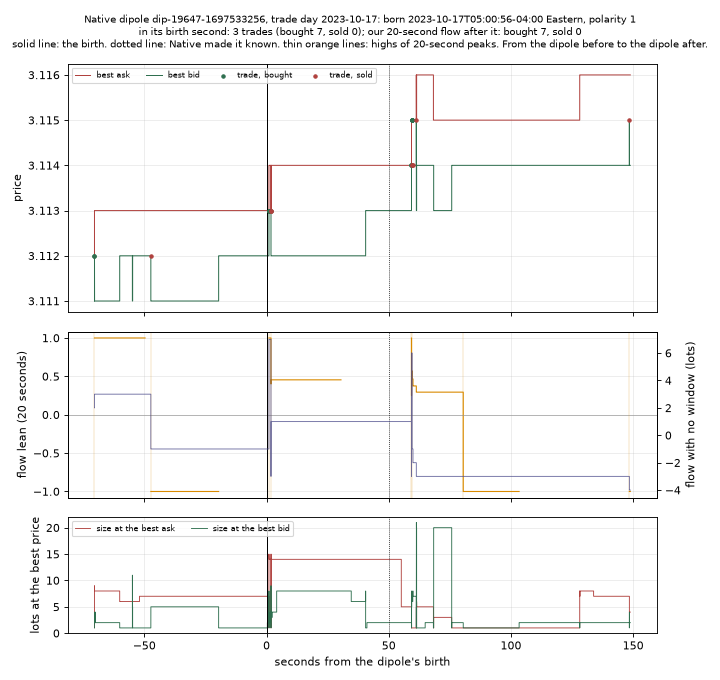 Native dipole dip-19647-1697533256, trade day 2023-10-17: born 2023-10-17T05:00:56-04:00 Eastern, polarity 1
in its birth second: 3 trades (bought 7, sold 0); our 20-second flow after it: bought 7, sold 0
solid line: the birth. dotted line: Native made it known. thin orange lines: highs of 20-second peaks. From the dipole before to the dipole after.
best ask
best bid
trade, bought
trade, sold
3.116
3.115
3.114
3.113
3.112
3.111
price
1.0
0.5
0.0
−0.5
−1.0
flow lean (20 seconds)
6
4
2
0
−2
−4
flow with no window (lots)
size at the best ask
size at the best bid
20
15
10
5
0
lots at the best price
−50
0
50
100
150
seconds from the dipole's birth